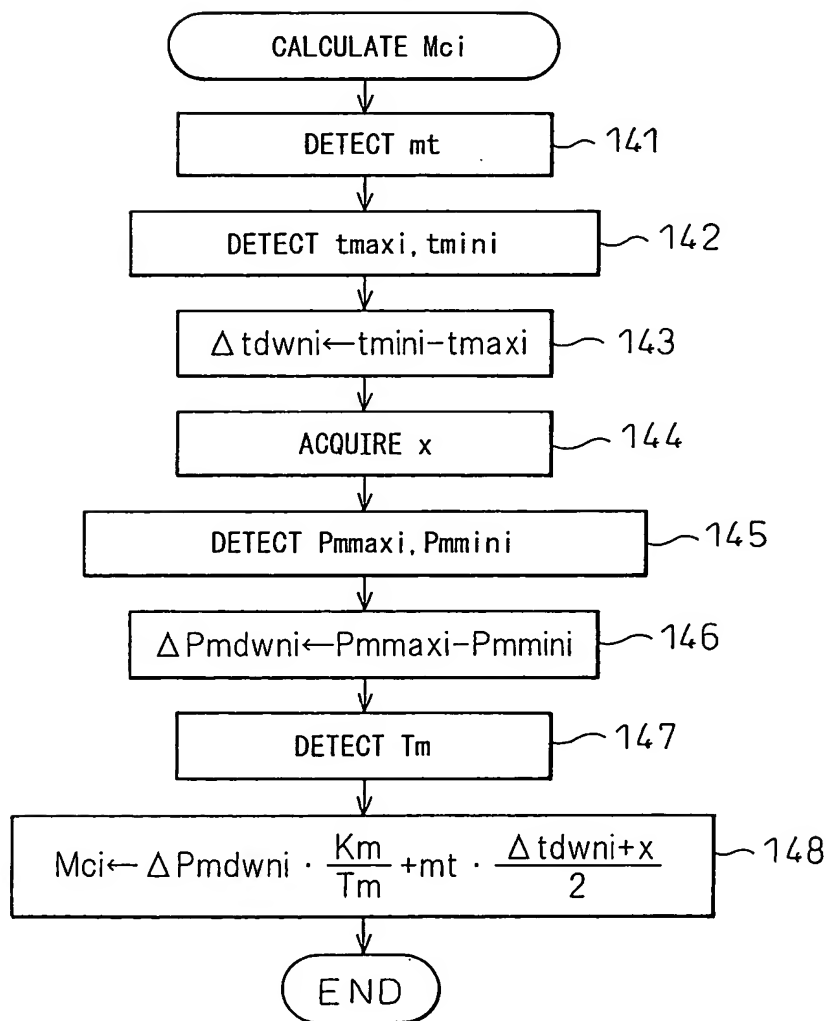 CALCULATE Mci
DETECT mt
141
DETECT tmaxi, tmini
142
Δtdwni←tmini-tmaxi
143
ACQUIRE x
144
DETECT Pmmaxi, Pmmini
145
ΔPmdwni←Pmmaxi-Pmmini
146
DETECT Tm
147
Mci←ΔPmdwni · Km/Tm +mt · Δtdwni+x/2
148
END